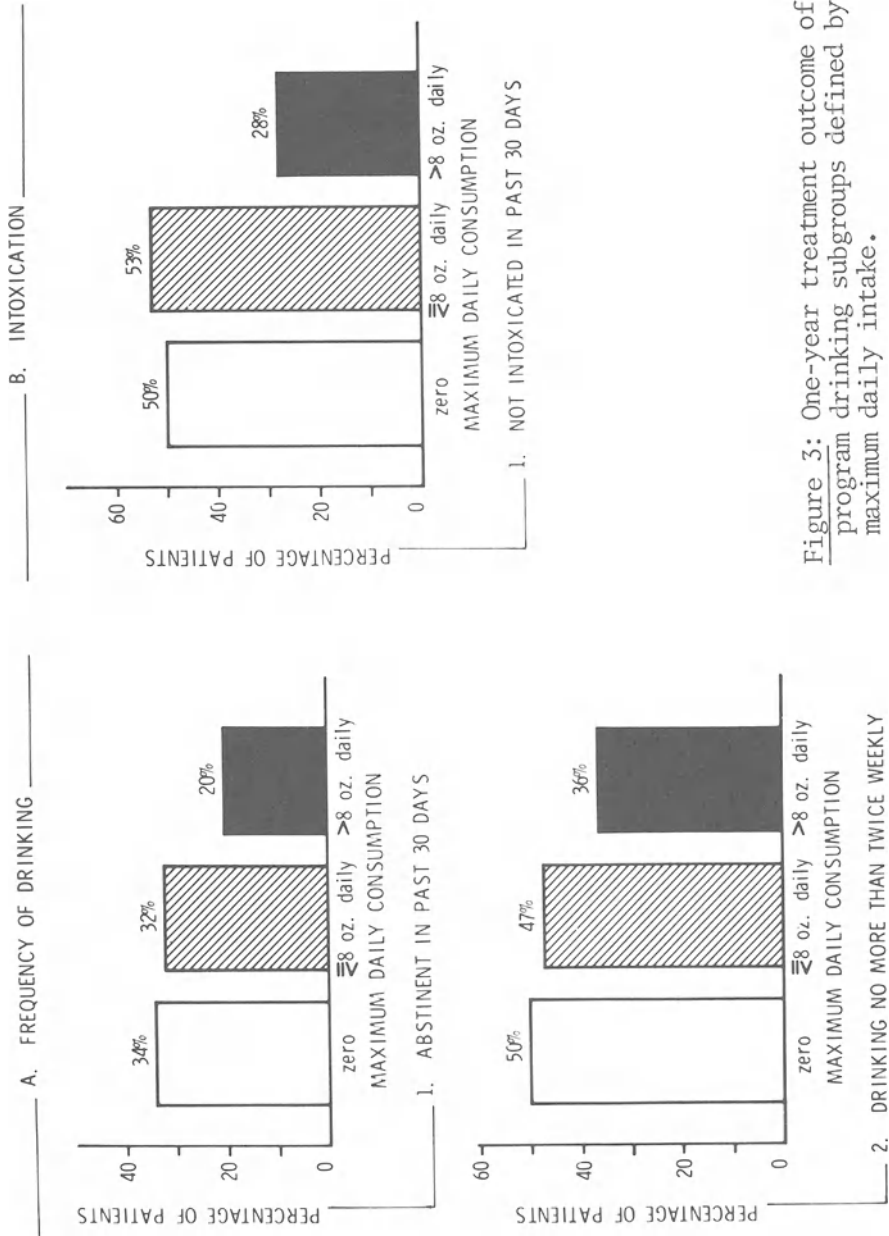 A. FREQUENCY OF DRINKING
PERCENTAGE OF PATIENTS
40
20
0
34%
32%
20%
zero ≤8 oz. daily >8 oz. daily
MAXIMUM DAILY CONSUMPTION
1. ABSTINENT IN PAST 30 DAYS
PERCENTAGE OF PATIENTS
60
40
20
0
50%
47%
36%
zero ≤8 oz. daily >8 oz. daily
MAXIMUM DAILY CONSUMPTION
2. DRINKING NO MORE THAN TWICE WEEKLY
B. INTOXICATION
PERCENTAGE OF PATIENTS
60
40
20
0
50%
53%
28%
zero ≤8 oz. daily >8 oz. daily
MAXIMUM DAILY CONSUMPTION
1. NOT INTOXICATED IN PAST 30 DAYS
Figure 3: One-year treatment outcome of
program drinking subgroups defined by
maximum daily intake.